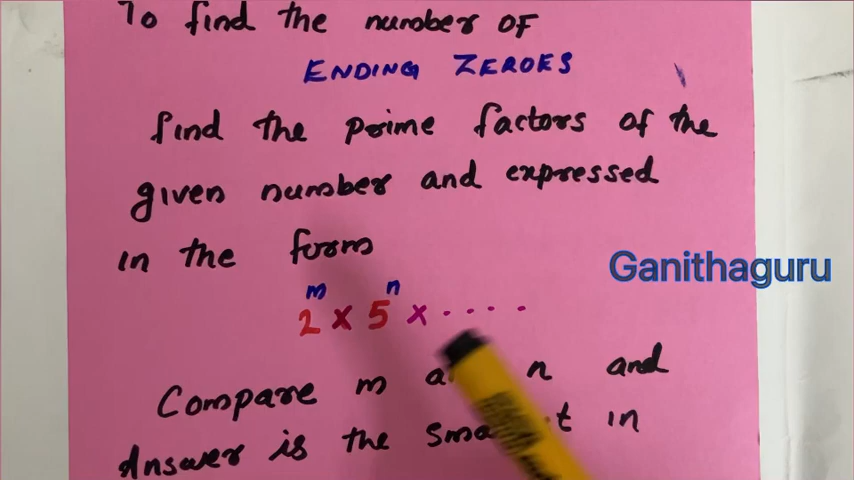 To find the number of
ENDING ZEROES
find the prime factors of the
given number and expressed
in the form
Ganithaguru
2^m x 5^n x . . . . .
Compare m n and
Answer is the in